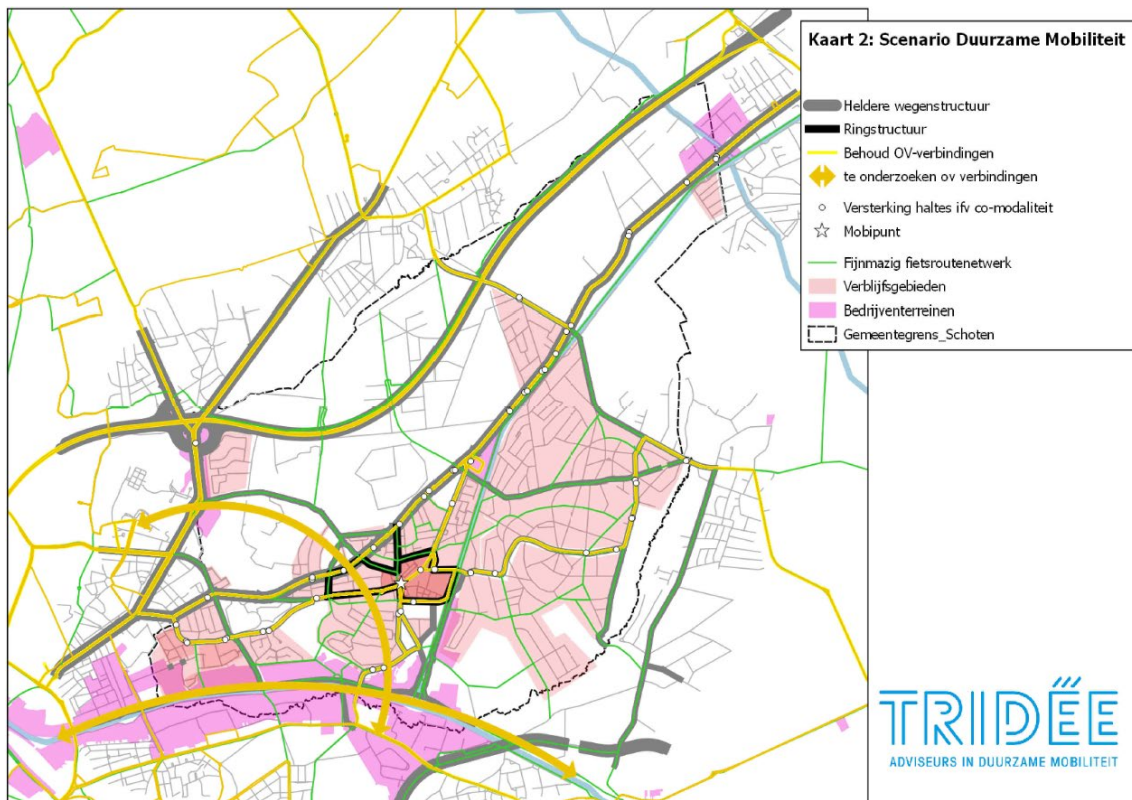 Kaart 2: Scenario Duurzame Mobiliteit
Heldere wegenstructuur
Ringstructuur
Behoud OV-verbindingen
te onderzoeken ov verbindingen
Versterking haltes ifv co-modaliteit
Mobipunt
Fijnmazig fietsroutenetwerk
Verblijfsgebieden
Bedrijventerreinen
Gemeentegrens_Schoten
TRIDËE
ADVISEURS IN DUURZAME MOBILITEIT